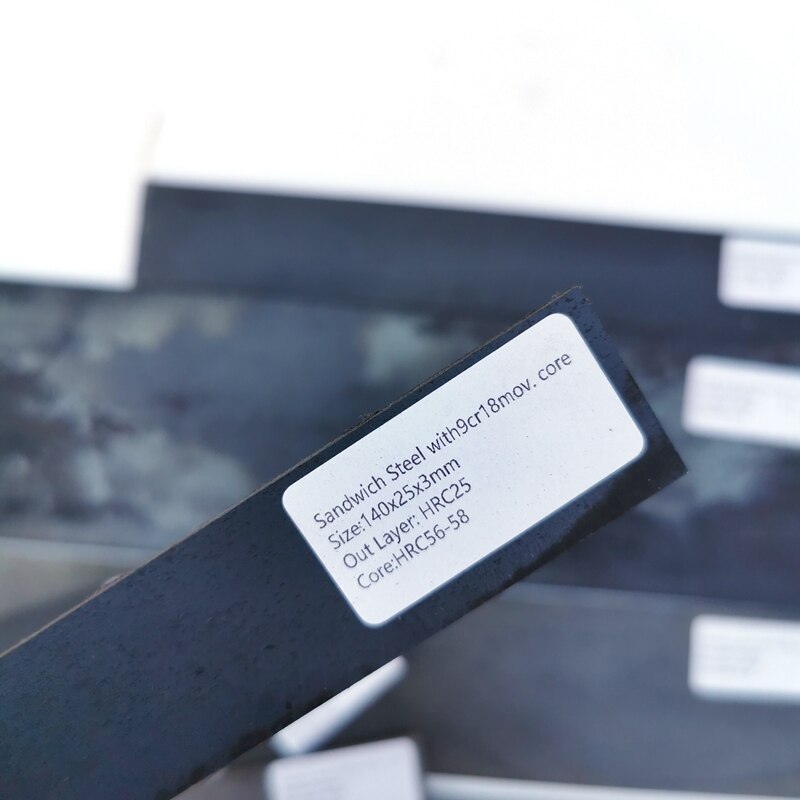 Sandwich Steel with9cr18mov. core
Size:140x25x3mm
Out Layer: HRC25
Core:HRC56-58